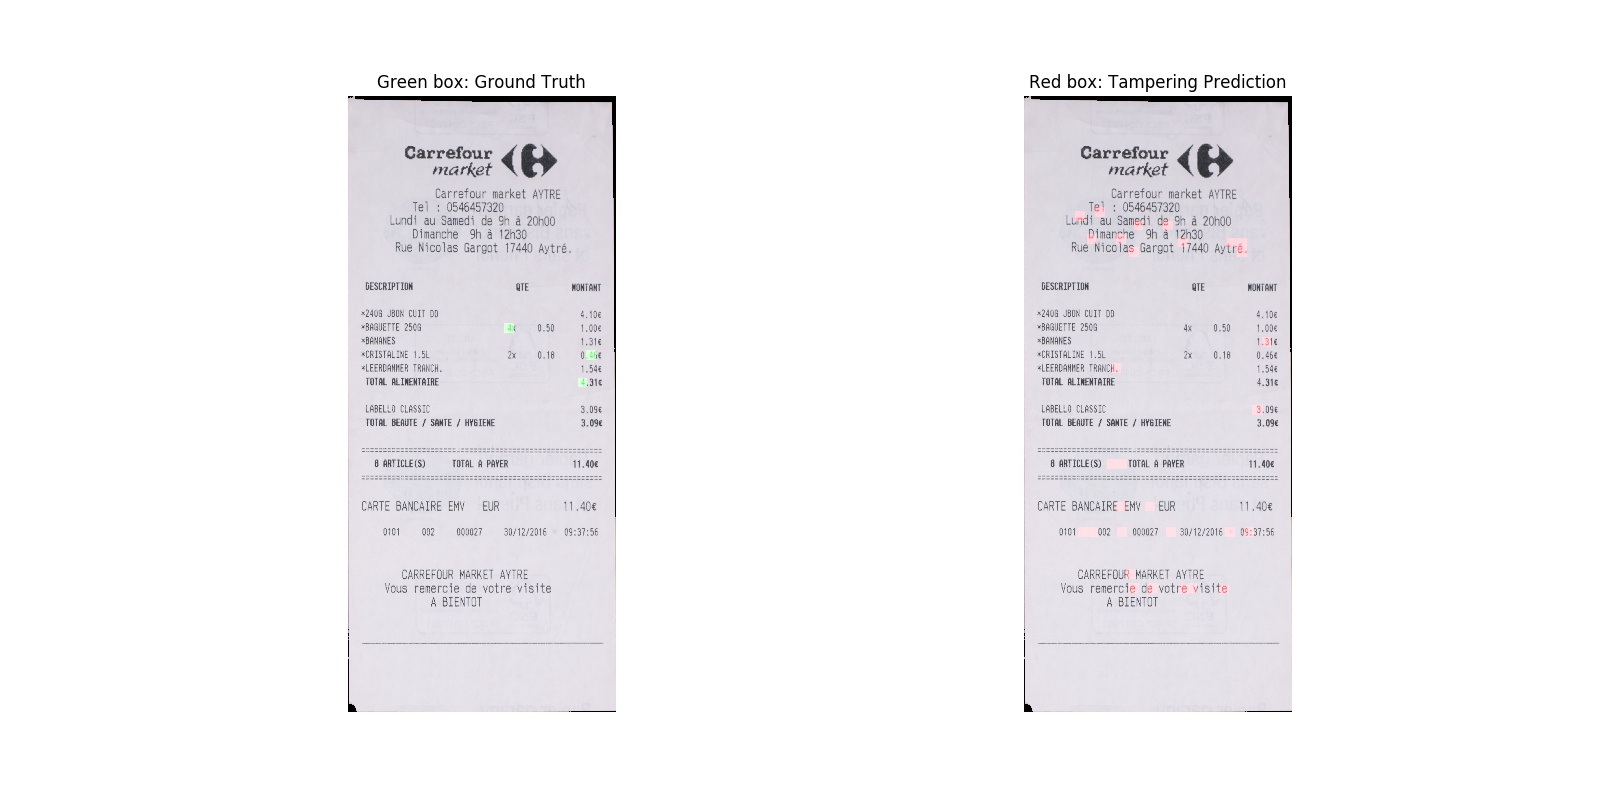 Green box: Ground Truth
Carrefour
market
Carrefour market AYTRE
Tel : 0546457320
Lundi au Samedi de 9h à 20h00
Dimanche 9h à 12h30
Rue Nicolas Gargot 17440 Aytré.
DESCRIPTION QTE MONTANT
*240G JBON CUIT DD 4.10€
*BAGUETTE 250G 4x 0.50 1.00€
*BANANES 1.31€
*CRISTALINE 1.5L 2x 0.18 0.46€
*LEERDAMMER TRANCH. 1.54€
TOTAL ALIMENTAIRE 4.31€
LABELLO CLASSIC 3.09€
TOTAL BEAUTE / SANTE / HYGIENE 3.09€
8 ARTICLE(S) TOTAL A PAYER 11.40€
CARTE BANCAIRE EMV EUR 11.40€
0101 002 000027 30/12/2016 09:37:56
CARREFOUR MARKET AYTRE
Vous remercie de votre visite
A BIENTOT
Red box: Tampering Prediction
Carrefour
market
Carrefour market AYTRE
Tel : 0546457320
Lundi au Samedi de 9h à 20h00
Dimanche 9h à 12h30
Rue Nicolas Gargot 17440 Aytré.
DESCRIPTION QTE MONTANT
*240G JBON CUIT DD 4.10€
*BAGUETTE 250G 4x 0.50 1.00€
*BANANES 1.31€
*CRISTALINE 1.5L 2x 0.18 0.46€
*LEERDAMMER TRANCH. 1.54€
TOTAL ALIMENTAIRE 4.31€
LABELLO CLASSIC 3.09€
TOTAL BEAUTE / SANTE / HYGIENE 3.09€
8 ARTICLE(S) TOTAL A PAYER 11.40€
CARTE BANCAIRE EMV EUR 11.40€
0101 002 000027 30/12/2016 09:37:56
CARREFOUR MARKET AYTRE
Vous remercie de votre visite
A BIENTOT